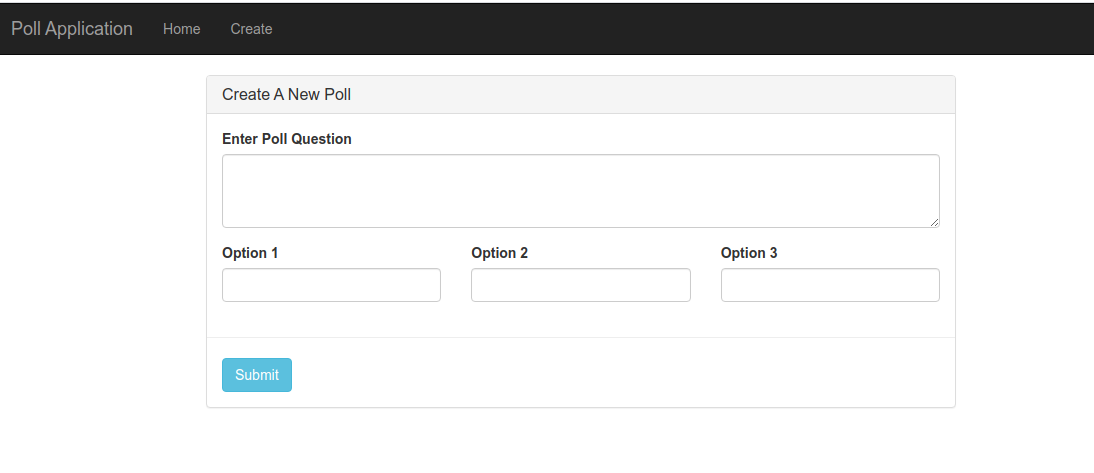 Poll Application Home Create
Create A New Poll
Enter Poll Question
Option 1 Option 2 Option 3
Submit